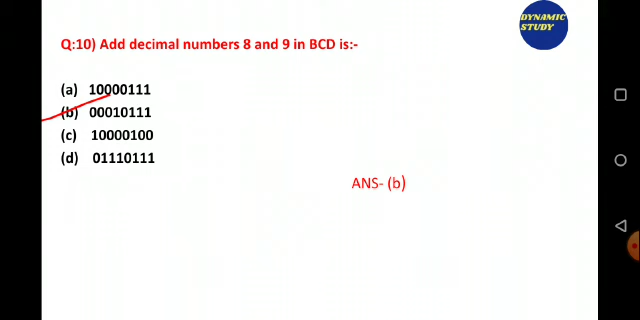 DYNAMIC
STUDY
Q:10) Add decimal numbers 8 and 9 in BCD is:-
(a) 10000111
(b) 00010111
(c) 10000100
(d) 01110111
ANS- (b)